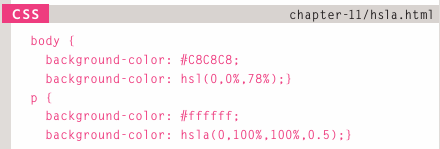 CSS chapter-11/hsla.html
body {
background-color: #C8C8C8;
background-color: hsl(0,0%,78%);}
p {
background-color: #ffffff;
background-color: hsla(0,100%,100%,0.5);}